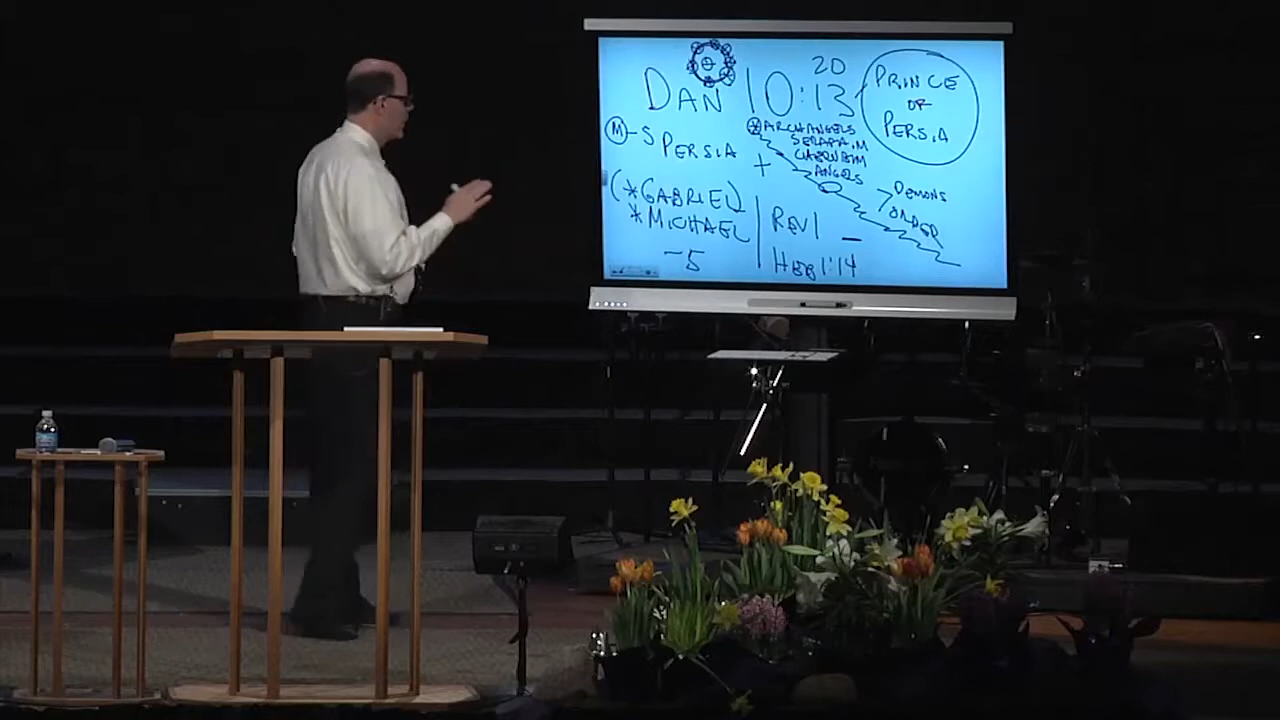 20
DAN 10:13
PRINCE
OF
PERSIA
M - S PERSIA
* ARCHANGELS
SERAPHIM
CHERUBIM
+ ANGELS
(*GABRIEL)
*MICHAEL
-5
REV 1
HEB 1:14
> DEMONS
ORDER